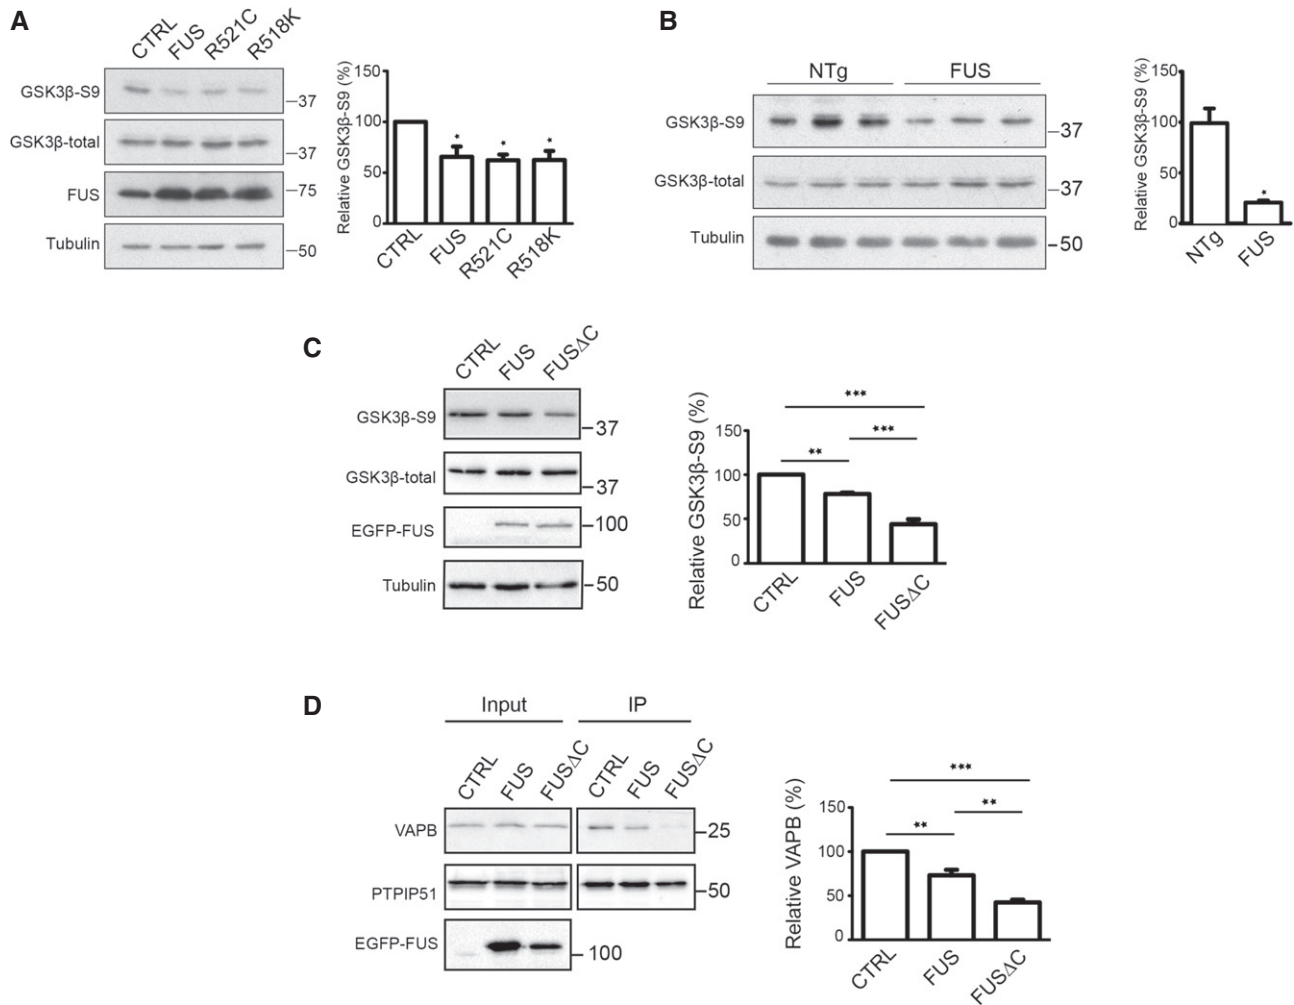 A
CTRL
FUS
R521C
R518K
GSK3β-S9
37
GSK3β-total
37
FUS
75
Tubulin
50
Relative GSK3β-S9 (%)
150
100
50
0
*
*
*
CTRL
FUS
R521C
R518K
B
NTg
FUS
GSK3β-S9
37
GSK3β-total
37
Tubulin
50
Relative GSK3β-S9 (%)
150
100
50
0
*
NTg
FUS
C
CTRL
FUS
FUSΔC
GSK3β-S9
37
GSK3β-total
37
EGFP-FUS
100
Tubulin
50
Relative GSK3β-S9 (%)
150
100
50
0
***
***
**
CTRL
FUS
FUSΔC
D
Input
IP
CTRL
FUS
FUSΔC
CTRL
FUS
FUSΔC
VAPB
25
PTPIP51
50
EGFP-FUS
100
Relative VAPB (%)
150
100
50
0
***
**
**
CTRL
FUS
FUSΔC